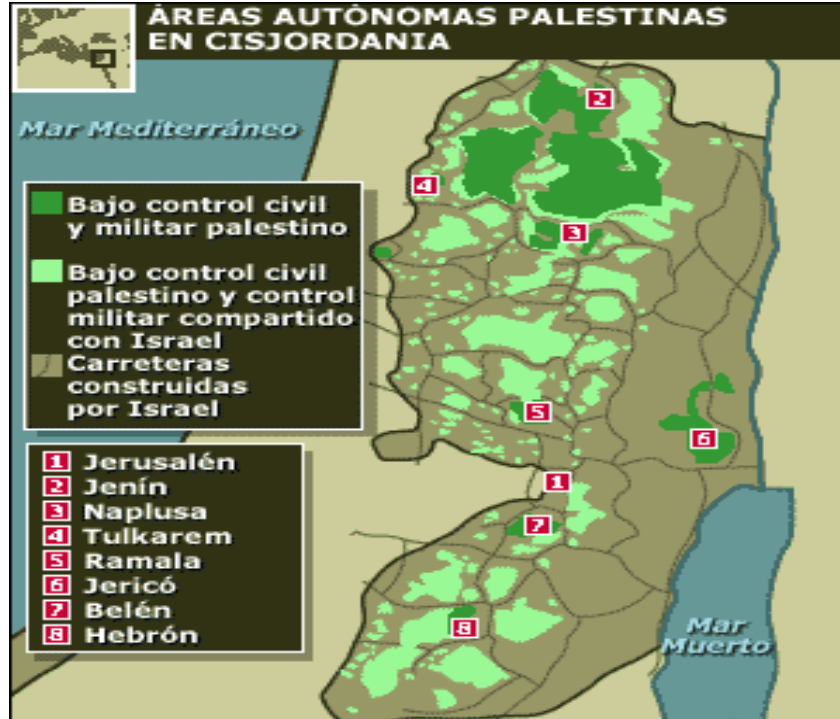 ÁREAS AUTÓNOMAS PALESTINAS
EN CISJORDANIA
Mar Mediterráneo
Bajo control civil
y militar palestino
Bajo control civil
palestino y control
militar compartido
con Israel
Carreteras
construidas
por Israel
1 Jerusalén
2 Jenín
3 Naplusa
4 Tulkarem
5 Ramala
6 Jericó
7 Belén
8 Hebrón
2
4
3
5
6
1
7
8
Mar
Muerto